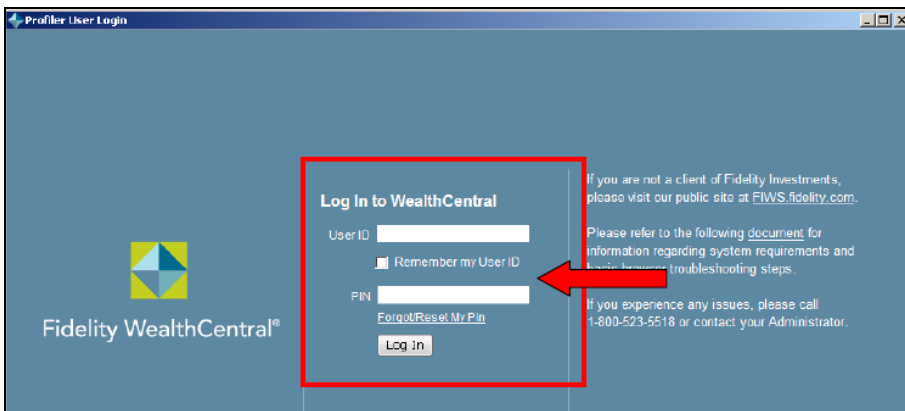 Profiler User Login
Log In to WealthCentral
User ID
Remember my User ID
PIN
Forgot/Reset My Pin
Log In
Fidelity WealthCentral®
If you are not a client of Fidelity Investments,
please visit our public site at FIWS.fidelity.com.
Please refer to the following document for
information regarding system requirements and
basic browser troubleshooting steps.
If you experience any issues, please call
1-800-523-5518 or contact your Administrator.